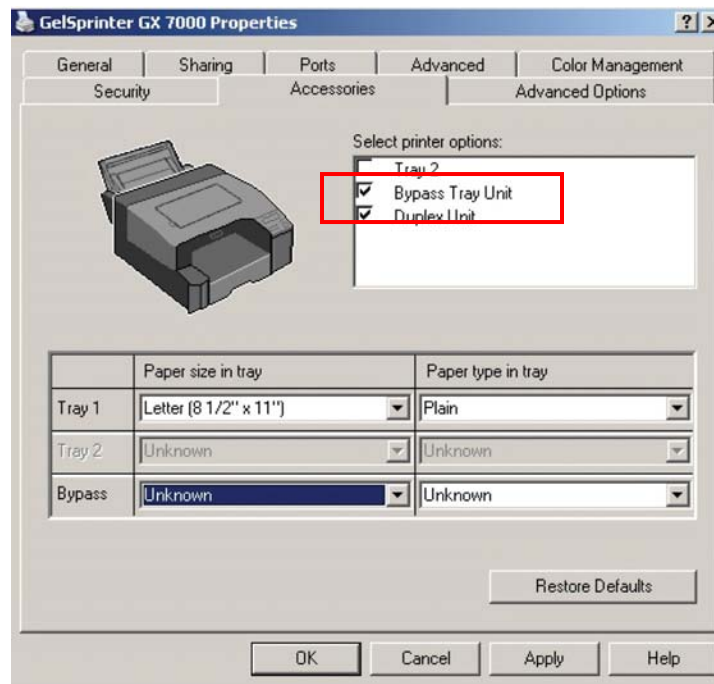 GelSprinter GX 7000 Properties
General Sharing Ports Advanced Color Management
Security Accessories Advanced Options
Select printer options:
Tray 2
Bypass Tray Unit
Duplex Unit
Paper size in tray Paper type in tray
Tray 1 Letter (8 1/2" x 11") Plain
Tray 2 Unknown Unknown
Bypass Unknown Unknown
Restore Defaults
OK Cancel Apply Help